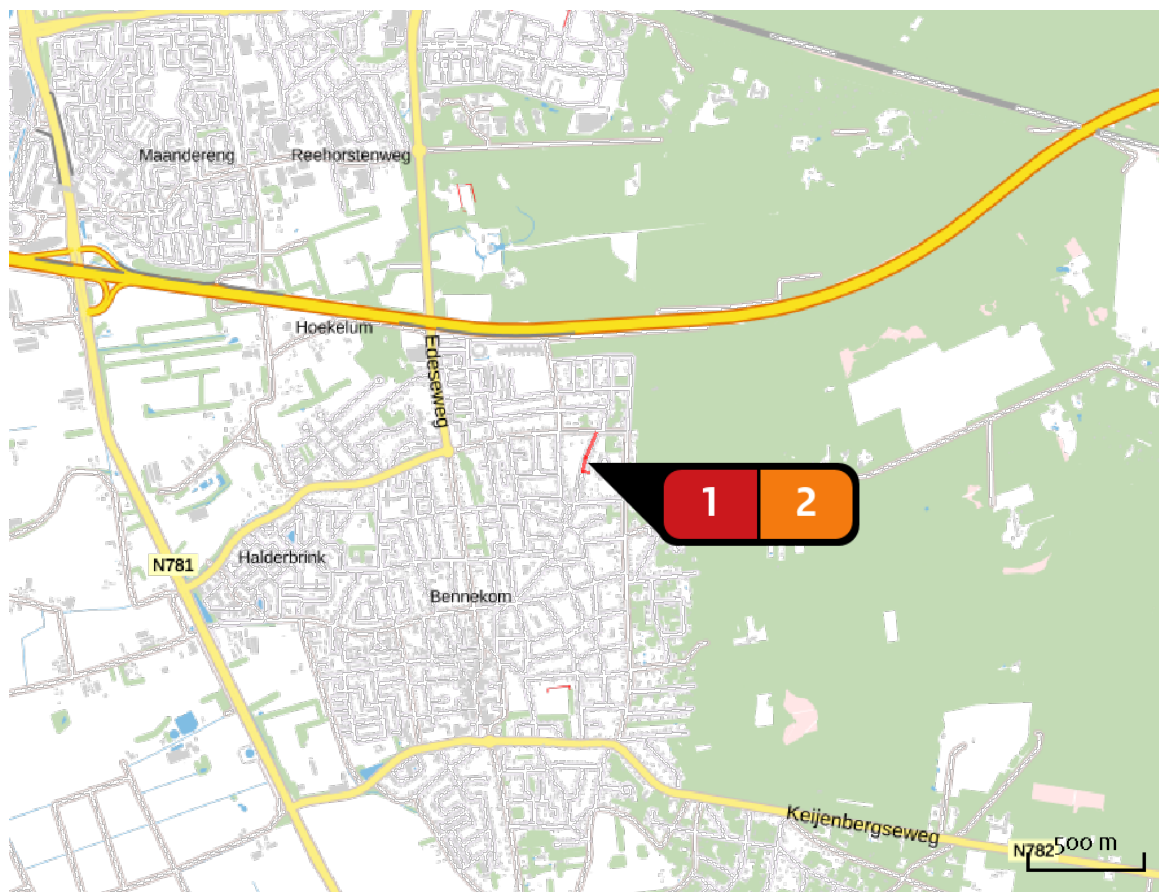 Maandereng
Reehorstenweg
Hoekelum
Edeseweg
1 2
N781
Halderbrink
Bennekom
Keijenbergseweg
N782
500 m